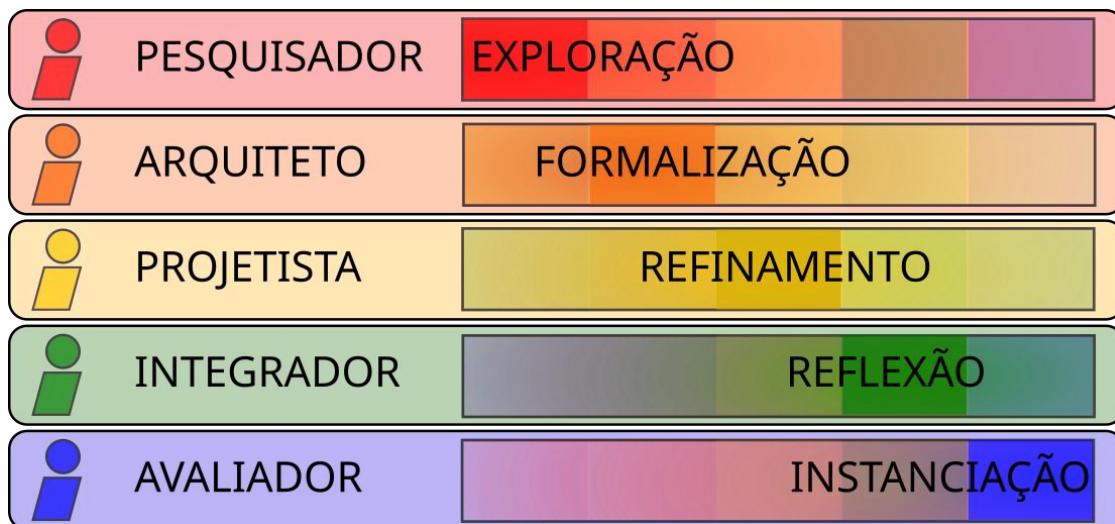 PESQUISADOR EXPLORAÇÃO
ARQUITETO FORMALIZAÇÃO
PROJETISTA REFINAMENTO
INTEGRADOR REFLEXÃO
AVALIADOR INSTANCIAÇÃO